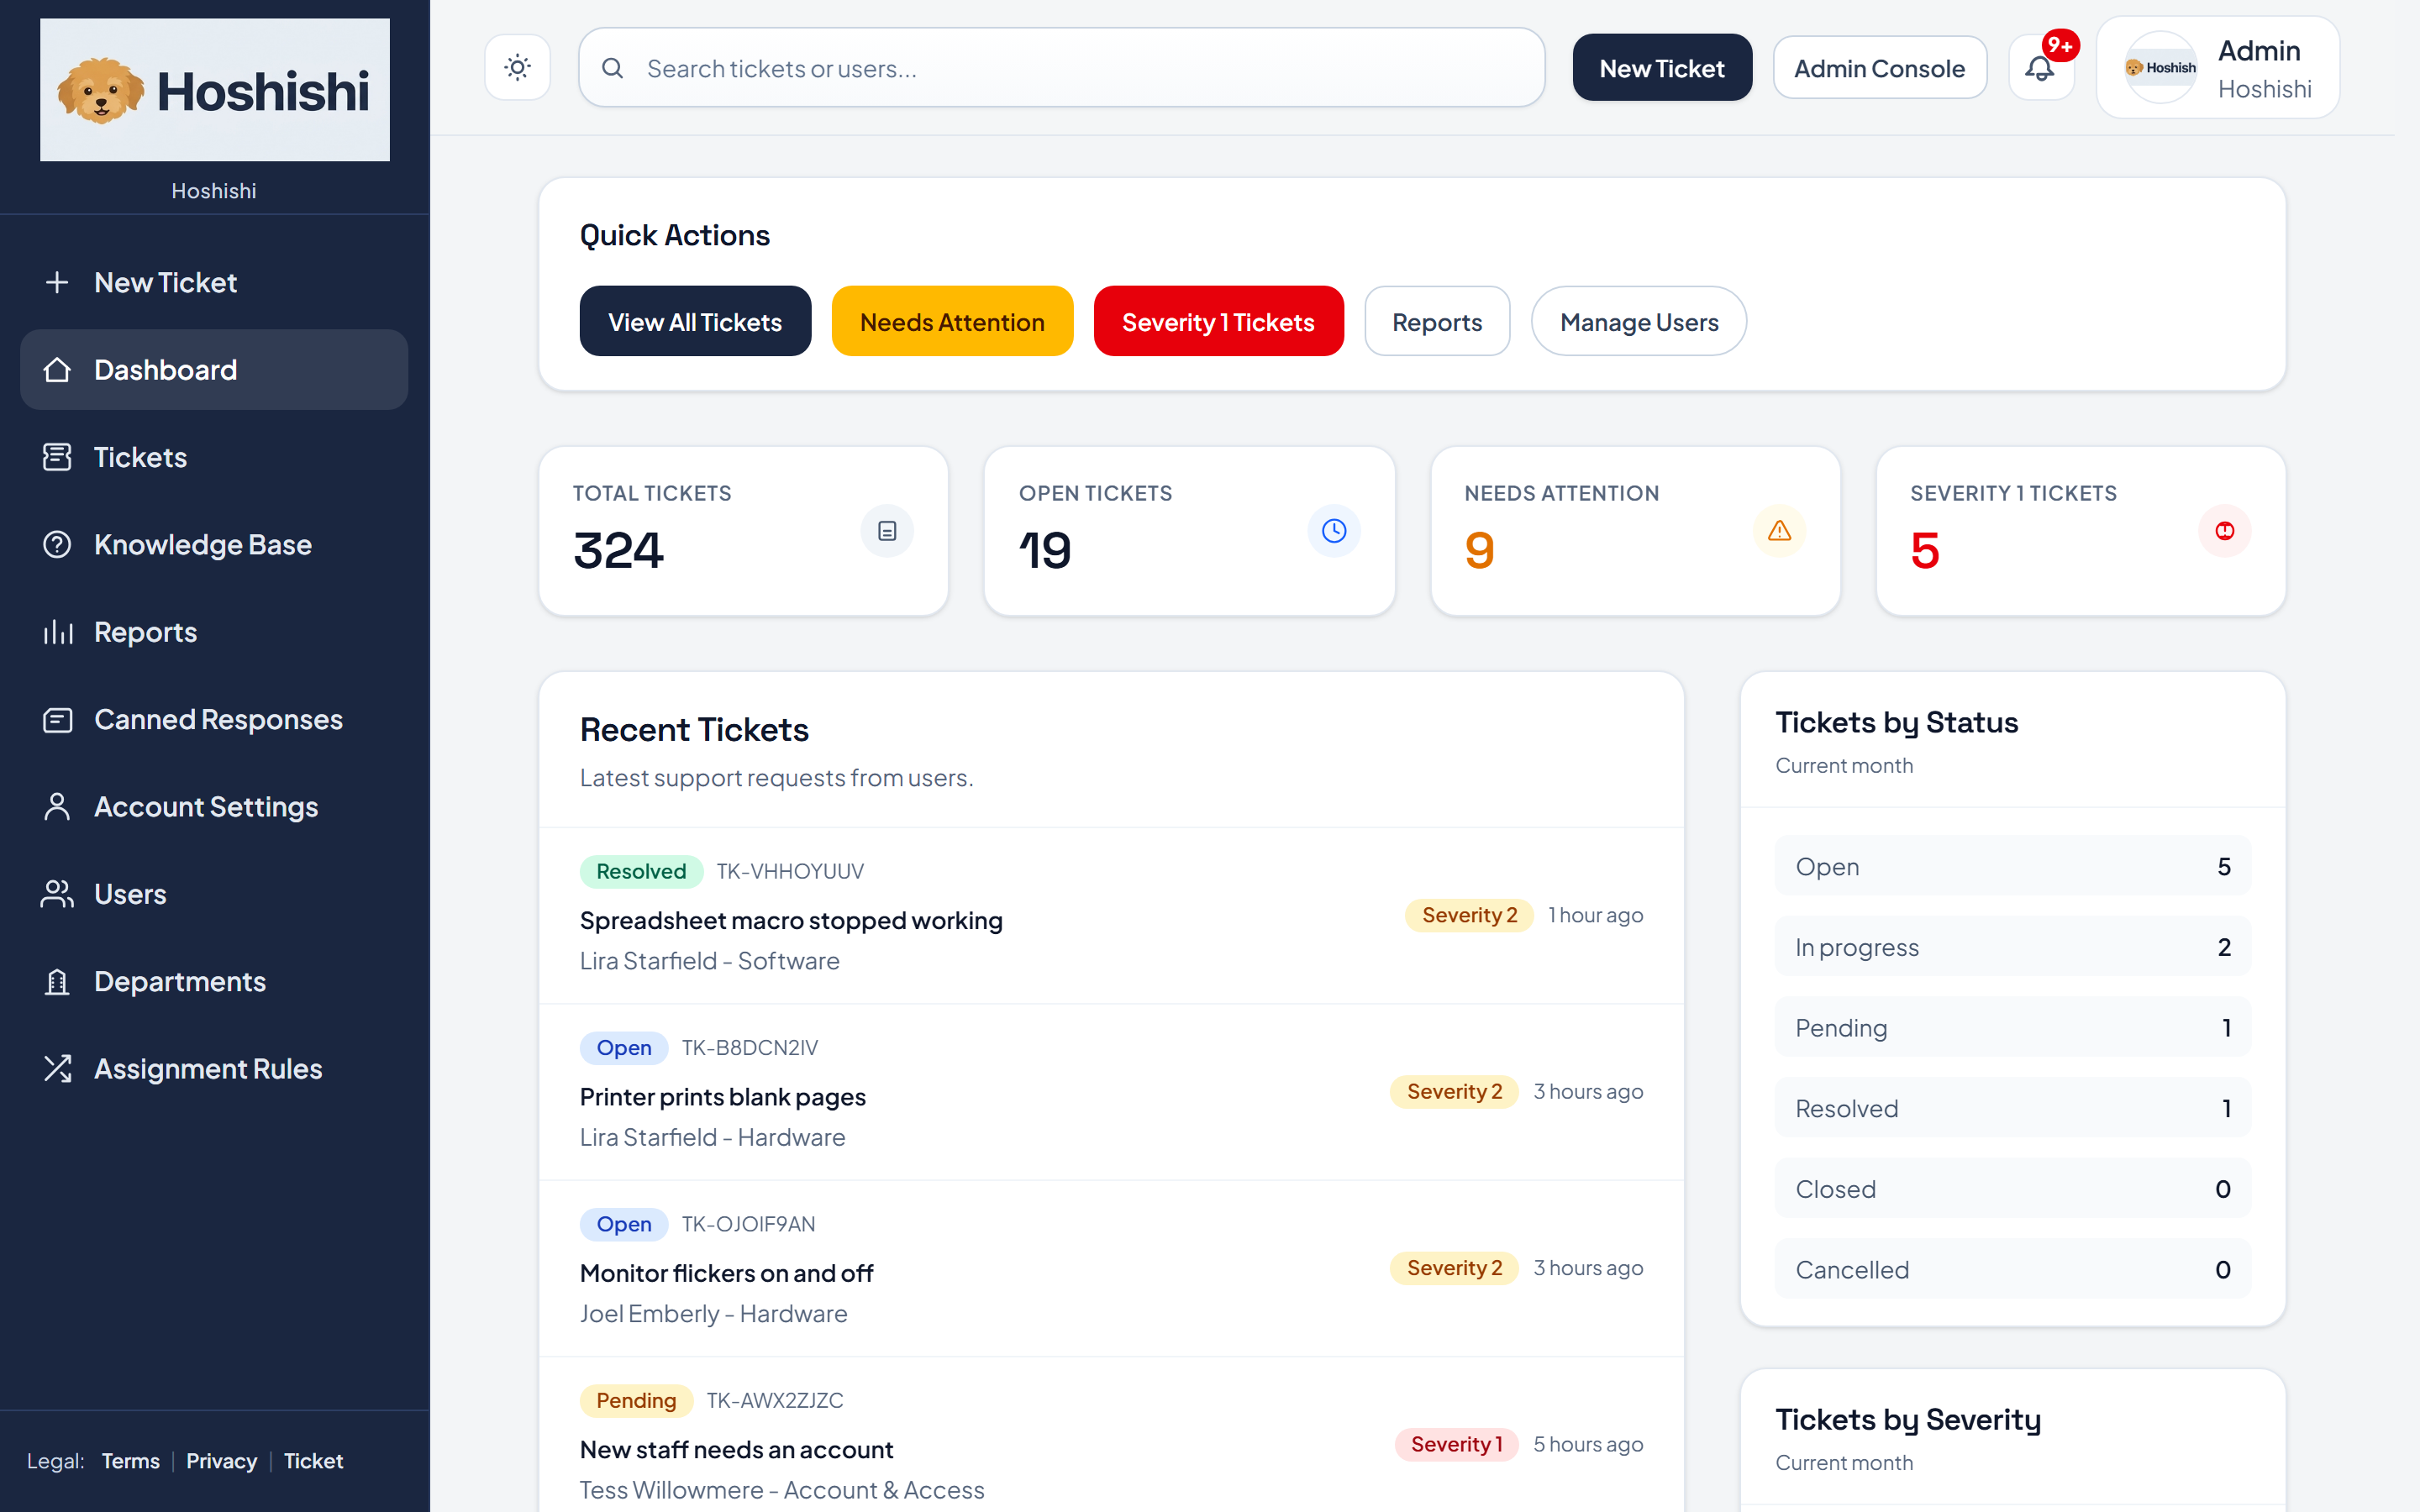 Hoshishi
Hoshishi
New Ticket
Dashboard
Tickets
Knowledge Base
Reports
Canned Responses
Account Settings
Users
Departments
Assignment Rules
Legal: Terms | Privacy | Ticket
Search tickets or users...
New Ticket
Admin Console
9+
Hoshish
Admin
Hoshishi
Quick Actions
View All Tickets
Needs Attention
Severity 1 Tickets
Reports
Manage Users
TOTAL TICKETS
324
OPEN TICKETS
19
NEEDS ATTENTION
9
SEVERITY 1 TICKETS
5
Recent Tickets
Latest support requests from users.
Resolved TK-VHHOYUUV
Spreadsheet macro stopped working
Lira Starfield - Software
Severity 2 1 hour ago
Open TK-B8DCN2IV
Printer prints blank pages
Lira Starfield - Hardware
Severity 2 3 hours ago
Open TK-OJOIF9AN
Monitor flickers on and off
Joel Emberly - Hardware
Severity 2 3 hours ago
Pending TK-AWX2ZJZC
New staff needs an account
Tess Willowmere - Account & Access
Severity 1 5 hours ago
Tickets by Status
Current month
Open 5
In progress 2
Pending 1
Resolved 1
Closed 0
Cancelled 0
Tickets by Severity
Current month